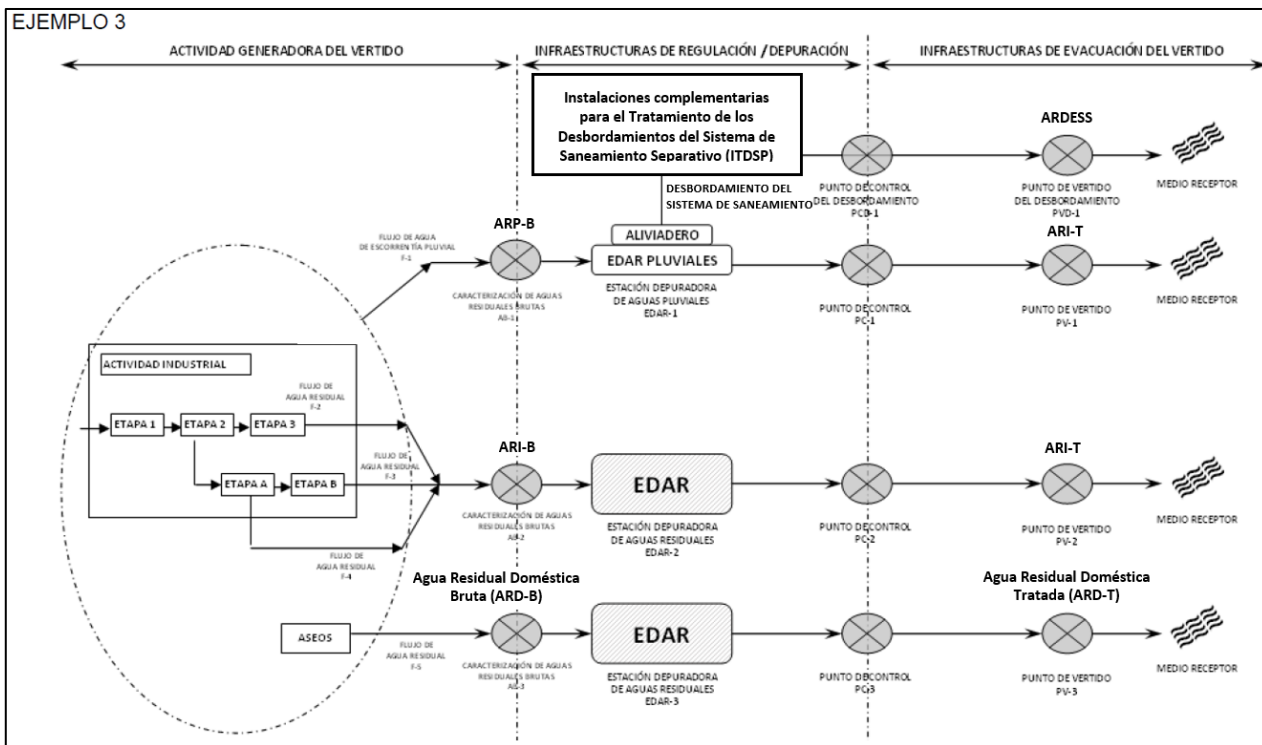 EJEMPLO 3
ACTIVIDAD GENERADORA DEL VERTIDO
INFRAESTRUCTURAS DE REGULACIÓN / DEPURACIÓN
INFRAESTRUCTURAS DE EVACUACIÓN DEL VERTIDO
Instalaciones complementarias
para el Tratamiento de los
Desbordamientos del Sistema de
Saneamiento Separativo (ITDSP)
ARDESS
DESBORDAMIENTO DEL
SISTEMA DE SANEAMIENTO
PUNTO DE CONTROL
DEL DESBORDAMIENTO
PCD-1
PUNTO DE VERTIDO
DEL DESBORDAMIENTO
PVD-1
MEDIO RECEPTOR
FLUJO DE AGUA
DE ESCORRENTÍA PLUVIAL
F-1
ARP-B
ALIVIADERO
EDAR PLUVIALES
ARI-T
CARACTERIZACIÓN DE AGUAS
RESIDUALES BRUTAS
AB-1
ESTACIÓN DEPURADORA
DE AGUAS PLUVIALES
EDAR-1
PUNTO DE CONTROL
PC-1
PUNTO DE VERTIDO
PV-1
MEDIO RECEPTOR
ACTIVIDAD INDUSTRIAL
FLUJO DE
AGUA RESIDUAL
F-2
ETAPA 1
ETAPA 2
ETAPA 3
FLUJO DE
AGUA RESIDUAL
F-3
ETAPA A
ETAPA B
FLUJO DE
AGUA RESIDUAL
F-4
ARI-B
EDAR
ARI-T
CARACTERIZACIÓN DE AGUAS
RESIDUALES BRUTAS
AB-2
ESTACIÓN DEPURADORA
DE AGUAS RESIDUALES
EDAR-2
PUNTO DE CONTROL
PC-2
PUNTO DE VERTIDO
PV-2
MEDIO RECEPTOR
Agua Residual Doméstica
Bruta (ARD-B)
Agua Residual Doméstica
Tratada (ARD-T)
ASEOS
FLUJO DE
AGUA RESIDUAL
F-5
EDAR
CARACTERIZACIÓN DE AGUAS
RESIDUALES BRUTAS
AB-3
ESTACIÓN DEPURADORA
DE AGUAS RESIDUALES
EDAR-3
PUNTO DE CONTROL
PC-3
PUNTO DE VERTIDO
PV-3
MEDIO RECEPTOR